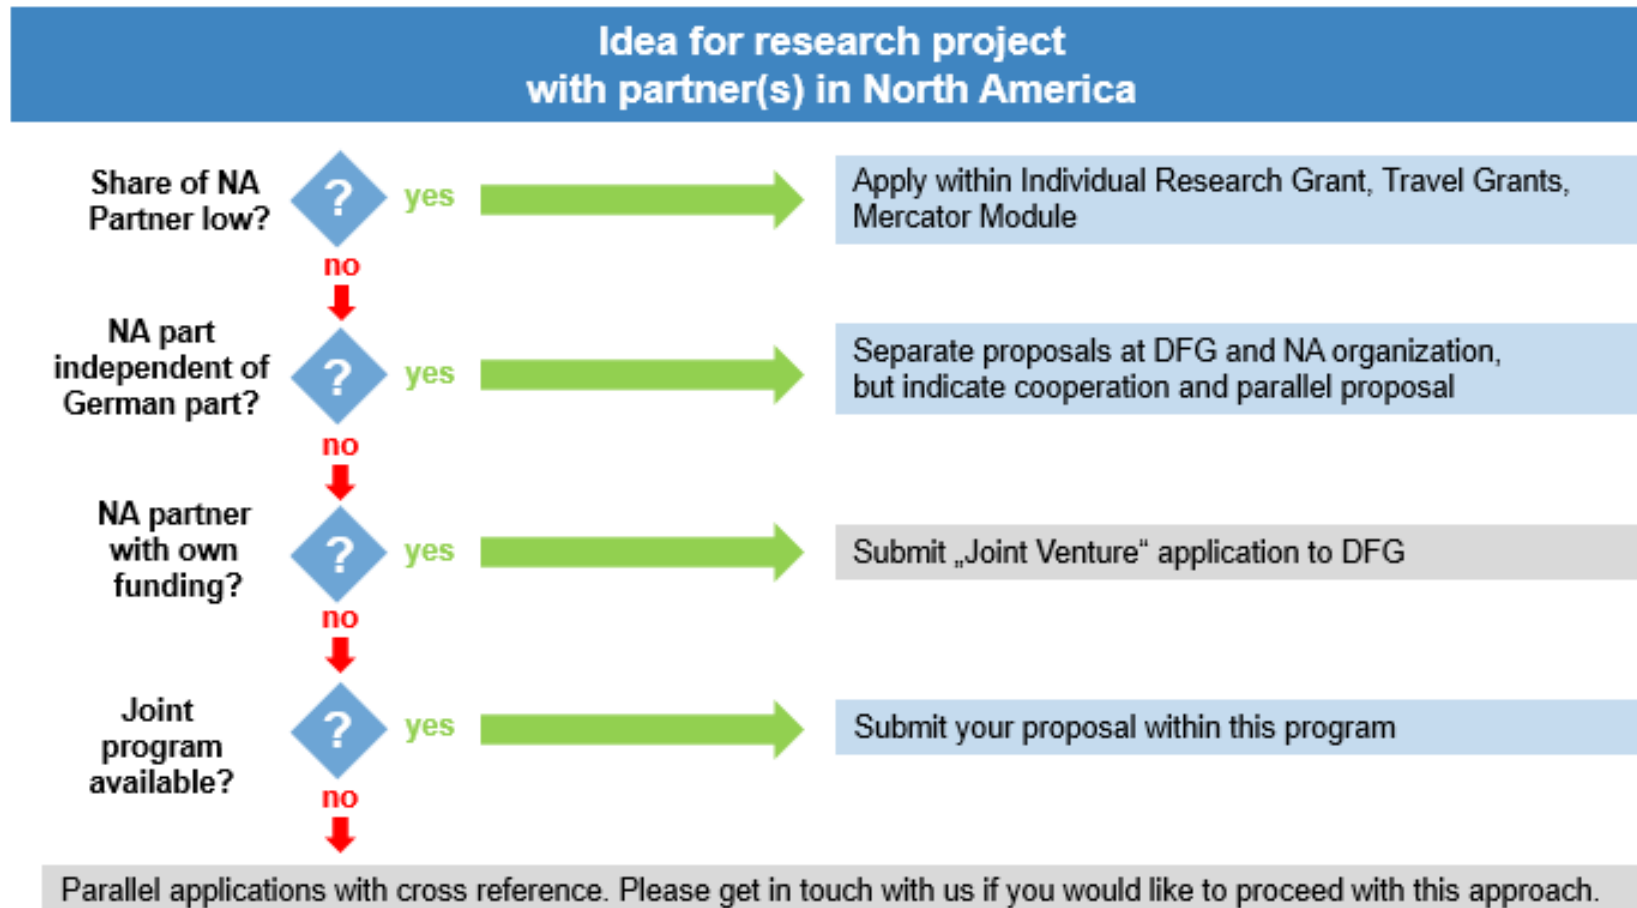 Idea for research project
with partner(s) in North America
Share of NA
Partner low?
?
yes
Apply within Individual Research Grant, Travel Grants,
Mercator Module
no
NA part
independent of
German part?
?
yes
Separate proposals at DFG and NA organization,
but indicate cooperation and parallel proposal
no
NA partner
with own
funding?
?
yes
Submit „Joint Venture“ application to DFG
no
Joint
program
available?
?
yes
Submit your proposal within this program
no
Parallel applications with cross reference. Please get in touch with us if you would like to proceed with this approach.